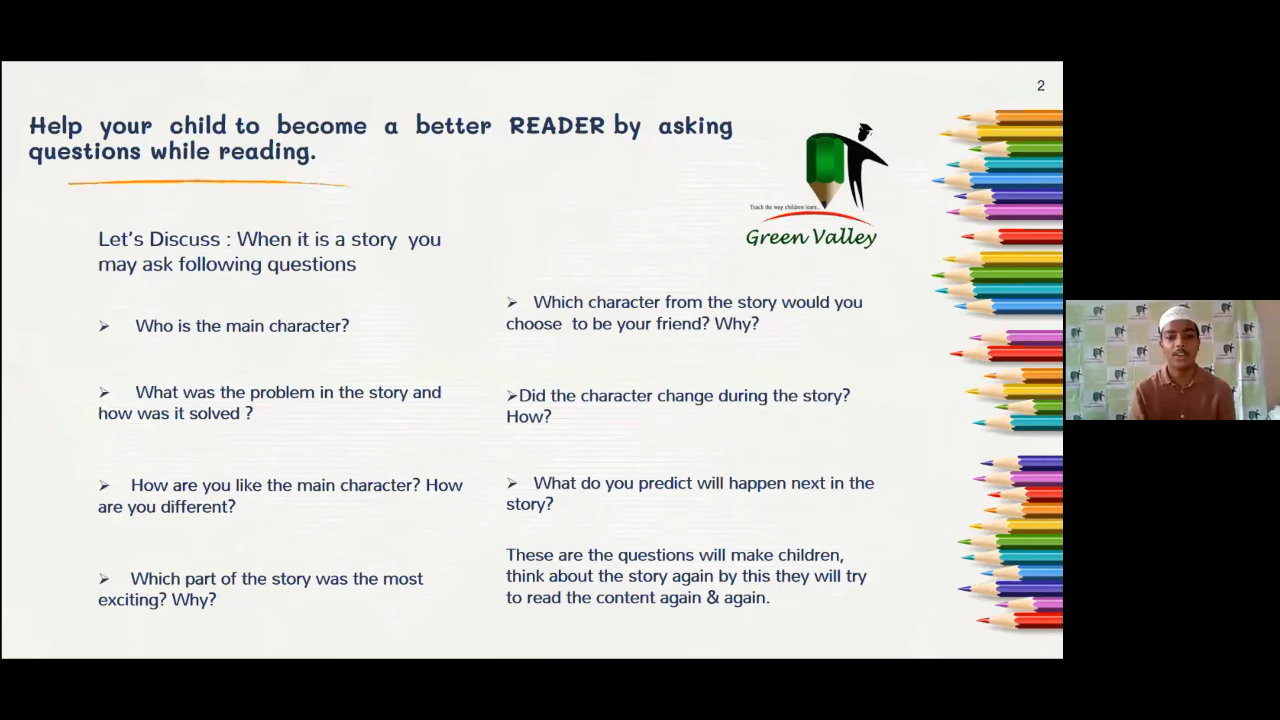 2
Help your child to become a better READER by asking
questions while reading.
Teach the way children learn..
Green Valley
Let's Discuss : When it is a story you
may ask following questions
➢ Who is the main character?
➢ What was the problem in the story and
how was it solved ?
➢ How are you like the main character? How
are you different?
➢ Which part of the story was the most
exciting? Why?
➢ Which character from the story would you
choose to be your friend? Why?
➢Did the character change during the story?
How?
➢ What do you predict will happen next in the
story?
These are the questions will make children,
think about the story again by this they will try
to read the content again & again.